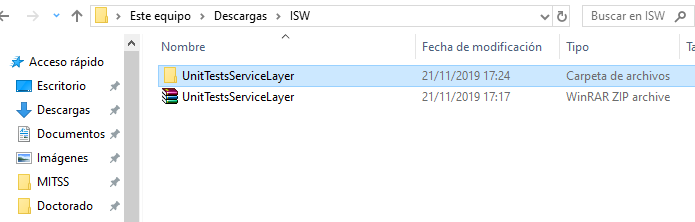 Este equipo > Descargas > ISW
Buscar en ISW
Nombre Fecha de modificación Tipo
Acceso rápido
Escritorio
Descargas
Documentos
Imágenes
MITSS
Doctorado
UnitTestsServiceLayer 21/11/2019 17:24 Carpeta de archivos
UnitTestsServiceLayer 21/11/2019 17:17 WinRAR ZIP archive